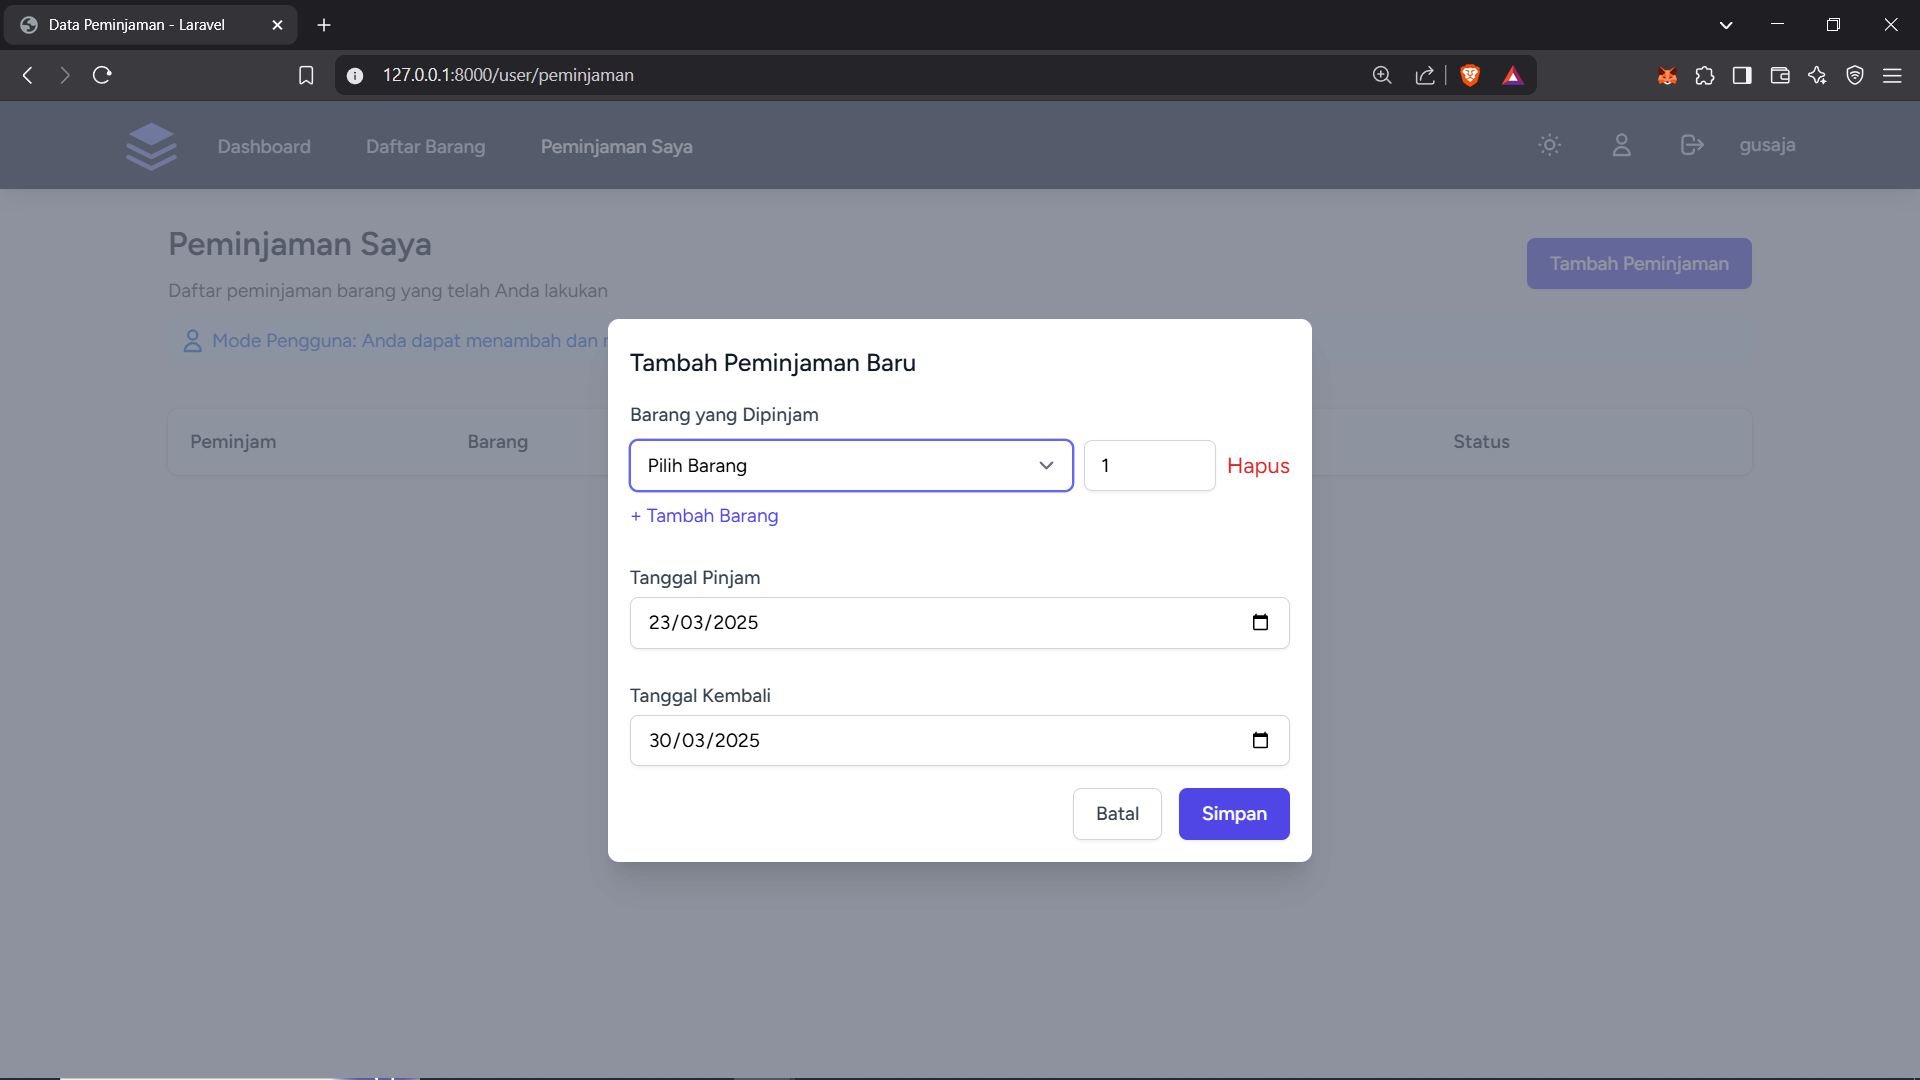 Data Peminjaman - Laravel
127.0.0.1:8000/user/peminjaman
Dashboard
Daftar Barang
Peminjaman Saya
gusaja
Peminjaman Saya
Daftar peminjaman barang yang telah Anda lakukan
Tambah Peminjaman
Mode Pengguna: Anda dapat menambah dan
Peminjam
Barang
Status
Tambah Peminjaman Baru
Barang yang Dipinjam
Pilih Barang
1
Hapus
+ Tambah Barang
Tanggal Pinjam
23/03/2025
Tanggal Kembali
30/03/2025
Batal
Simpan